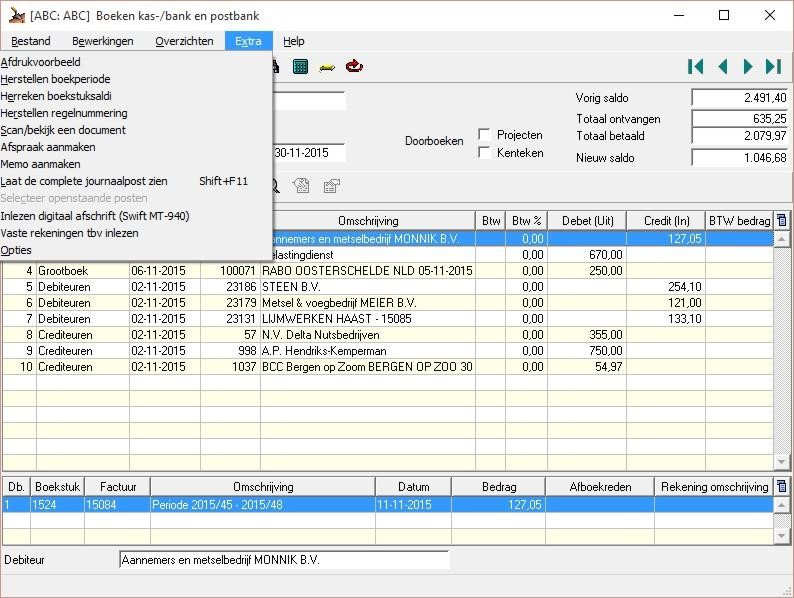 [ABC: ABC] Boeken kas-/bank en postbank
Bestand Bewerkingen Overzichten Extra Help
Afdrukvoorbeeld
Herstellen boekperiode
Herreken boekstuksaldi
Herstellen regelnummering
Scan/bekijk een document
Afspraak aanmaken
Memo aanmaken
Laat de complete journaalpost zien Shift+F11
Selecteer openstaande posten
Inlezen digitaal afschrift (Swift MT-940)
Vaste rekeningen tbv inlezen
Opties
30-11-2015
Doorboeken
Projecten
Kenteken
Vorig saldo 2.491,40
Totaal ontvangen 635,25
Totaal betaald 2.079,97
Nieuw saldo 1.046,68
Omschrijving Btw Btw % Debet (Uit) Credit (In) BTW bedrag
Aannemers en metselbedrijf MONNIK B.V. 0,00 127,05
elastingdienst 0,00 670,00
4 Grootboek 06-11-2015 100071 RABO OOSTERSCHELDE NLD 05-11-2015 0,00 250,00
5 Debiteuren 02-11-2015 23186 STEEN B.V. 0,00 254,10
6 Debiteuren 02-11-2015 23179 Metsel & voegbedrijf MEIER B.V. 0,00 121,00
7 Debiteuren 02-11-2015 23131 LIJMWERKEN HAAST - 15085 0,00 133,10
8 Crediteuren 02-11-2015 57 N.V. Delta Nutsbedrijven 0,00 355,00
9 Crediteuren 02-11-2015 998 A.P. Hendriks-Kemperman 0,00 750,00
10 Crediteuren 02-11-2015 1037 BCC Bergen op Zoom BERGEN OP ZOO 30 0,00 54,97
Db. Boekstuk Factuur Omschrijving Datum Bedrag Afboekreden Rekening omschrijving
1 1524 15084 Periode 2015/45 - 2015/48 11-11-2015 127,05
Debiteur Aannemers en metselbedrijf MONNIK B.V.